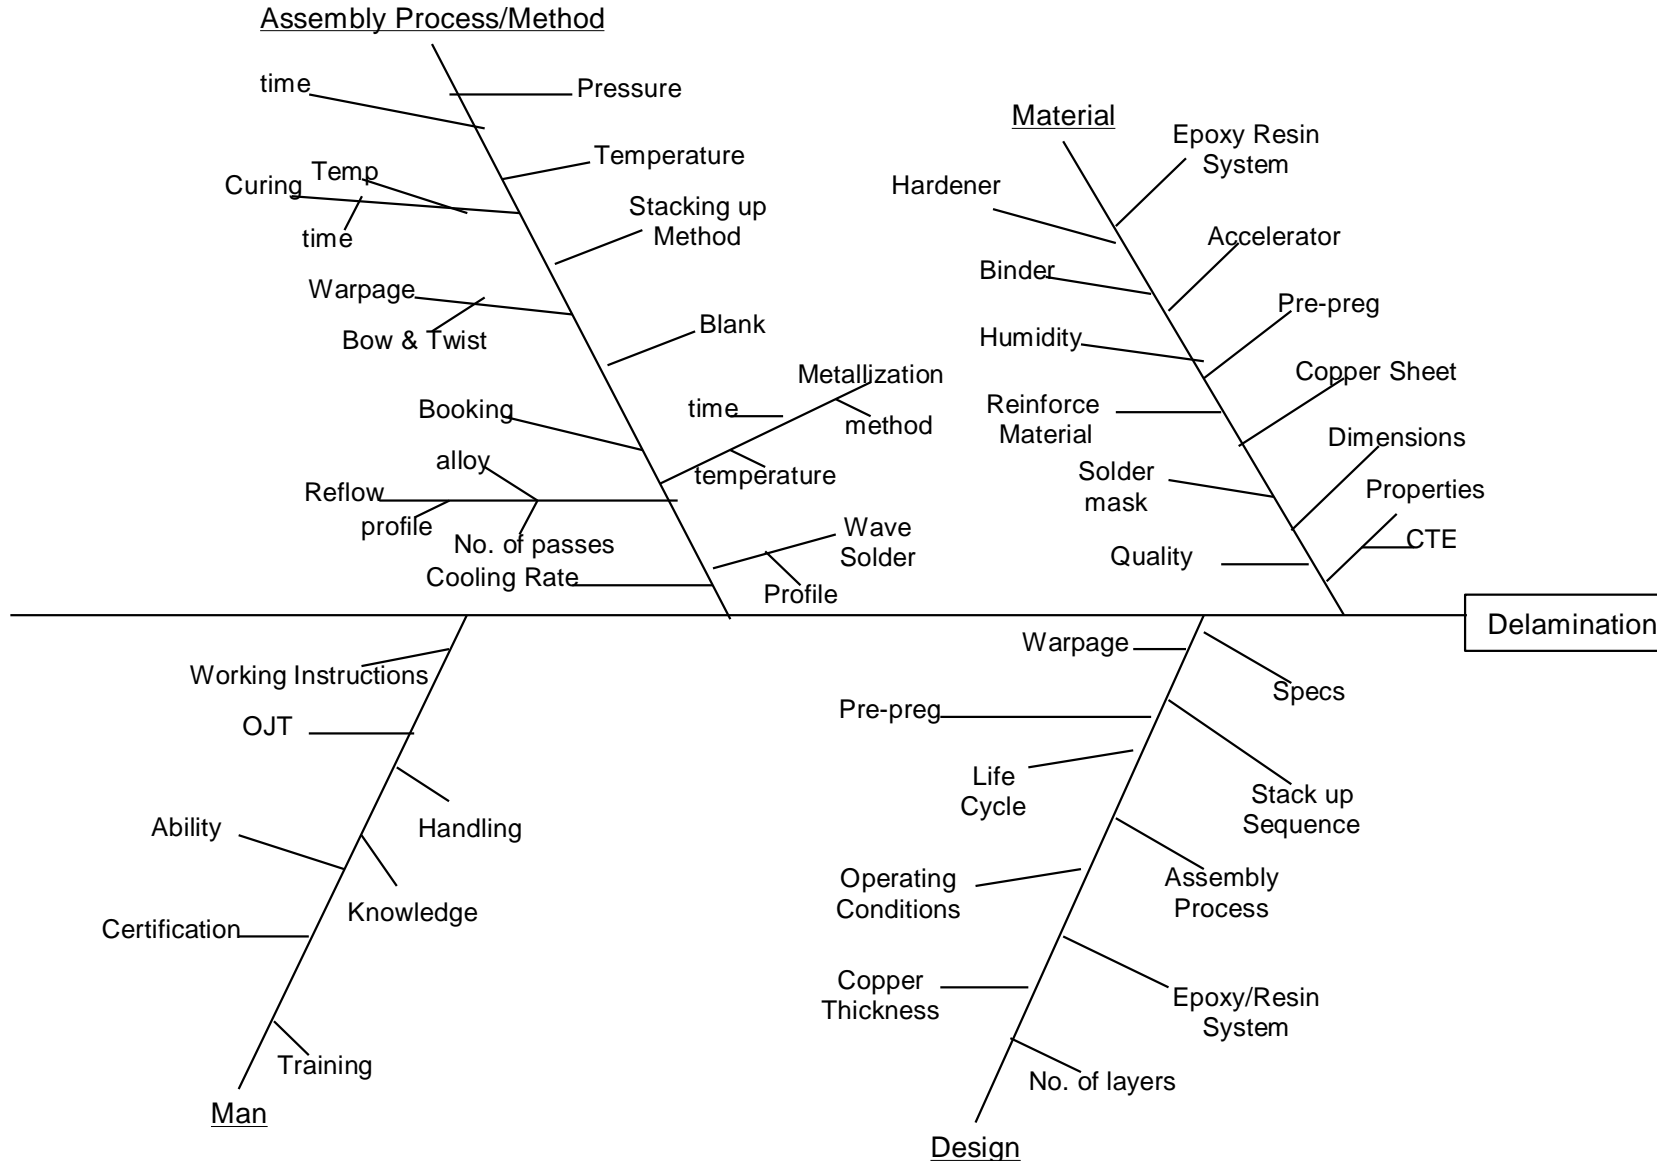 Assembly Process/Method
time
Pressure
Temperature
Temp
Curing
time
Stacking up
Method
Warpage
Bow & Twist
Blank
Metallization
time
method
Booking
temperature
alloy
Reflow
profile
No. of passes
Cooling Rate
Wave
Solder
Profile
Material
Epoxy Resin
System
Hardener
Accelerator
Binder
Pre-preg
Humidity
Copper Sheet
Reinforce
Material
Dimensions
Solder
mask
Properties
CTE
Quality
Delamination
Working Instructions
OJT
Handling
Ability
Knowledge
Certification
Training
Man
Warpage
Specs
Pre-preg
Life
Cycle
Stack up
Sequence
Operating
Conditions
Assembly
Process
Copper
Thickness
Epoxy/Resin
System
No. of layers
Design